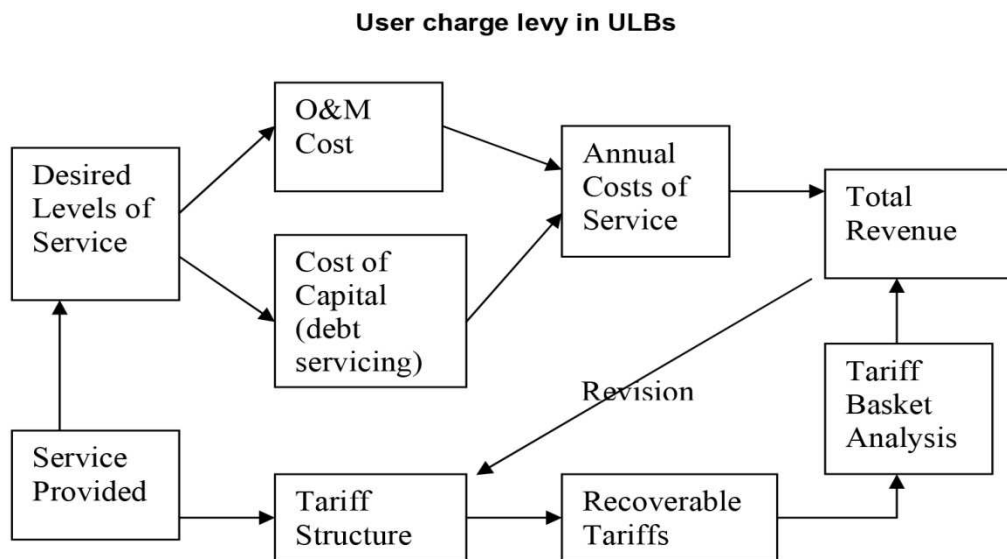 User charge levy in ULBs
O&M
Cost
Desired
Levels of
Service
Annual
Costs of
Service
Total
Revenue
Cost of
Capital
(debt
servicing)
Revision
Tariff
Basket
Analysis
Service
Provided
Tariff
Structure
Recoverable
Tariffs